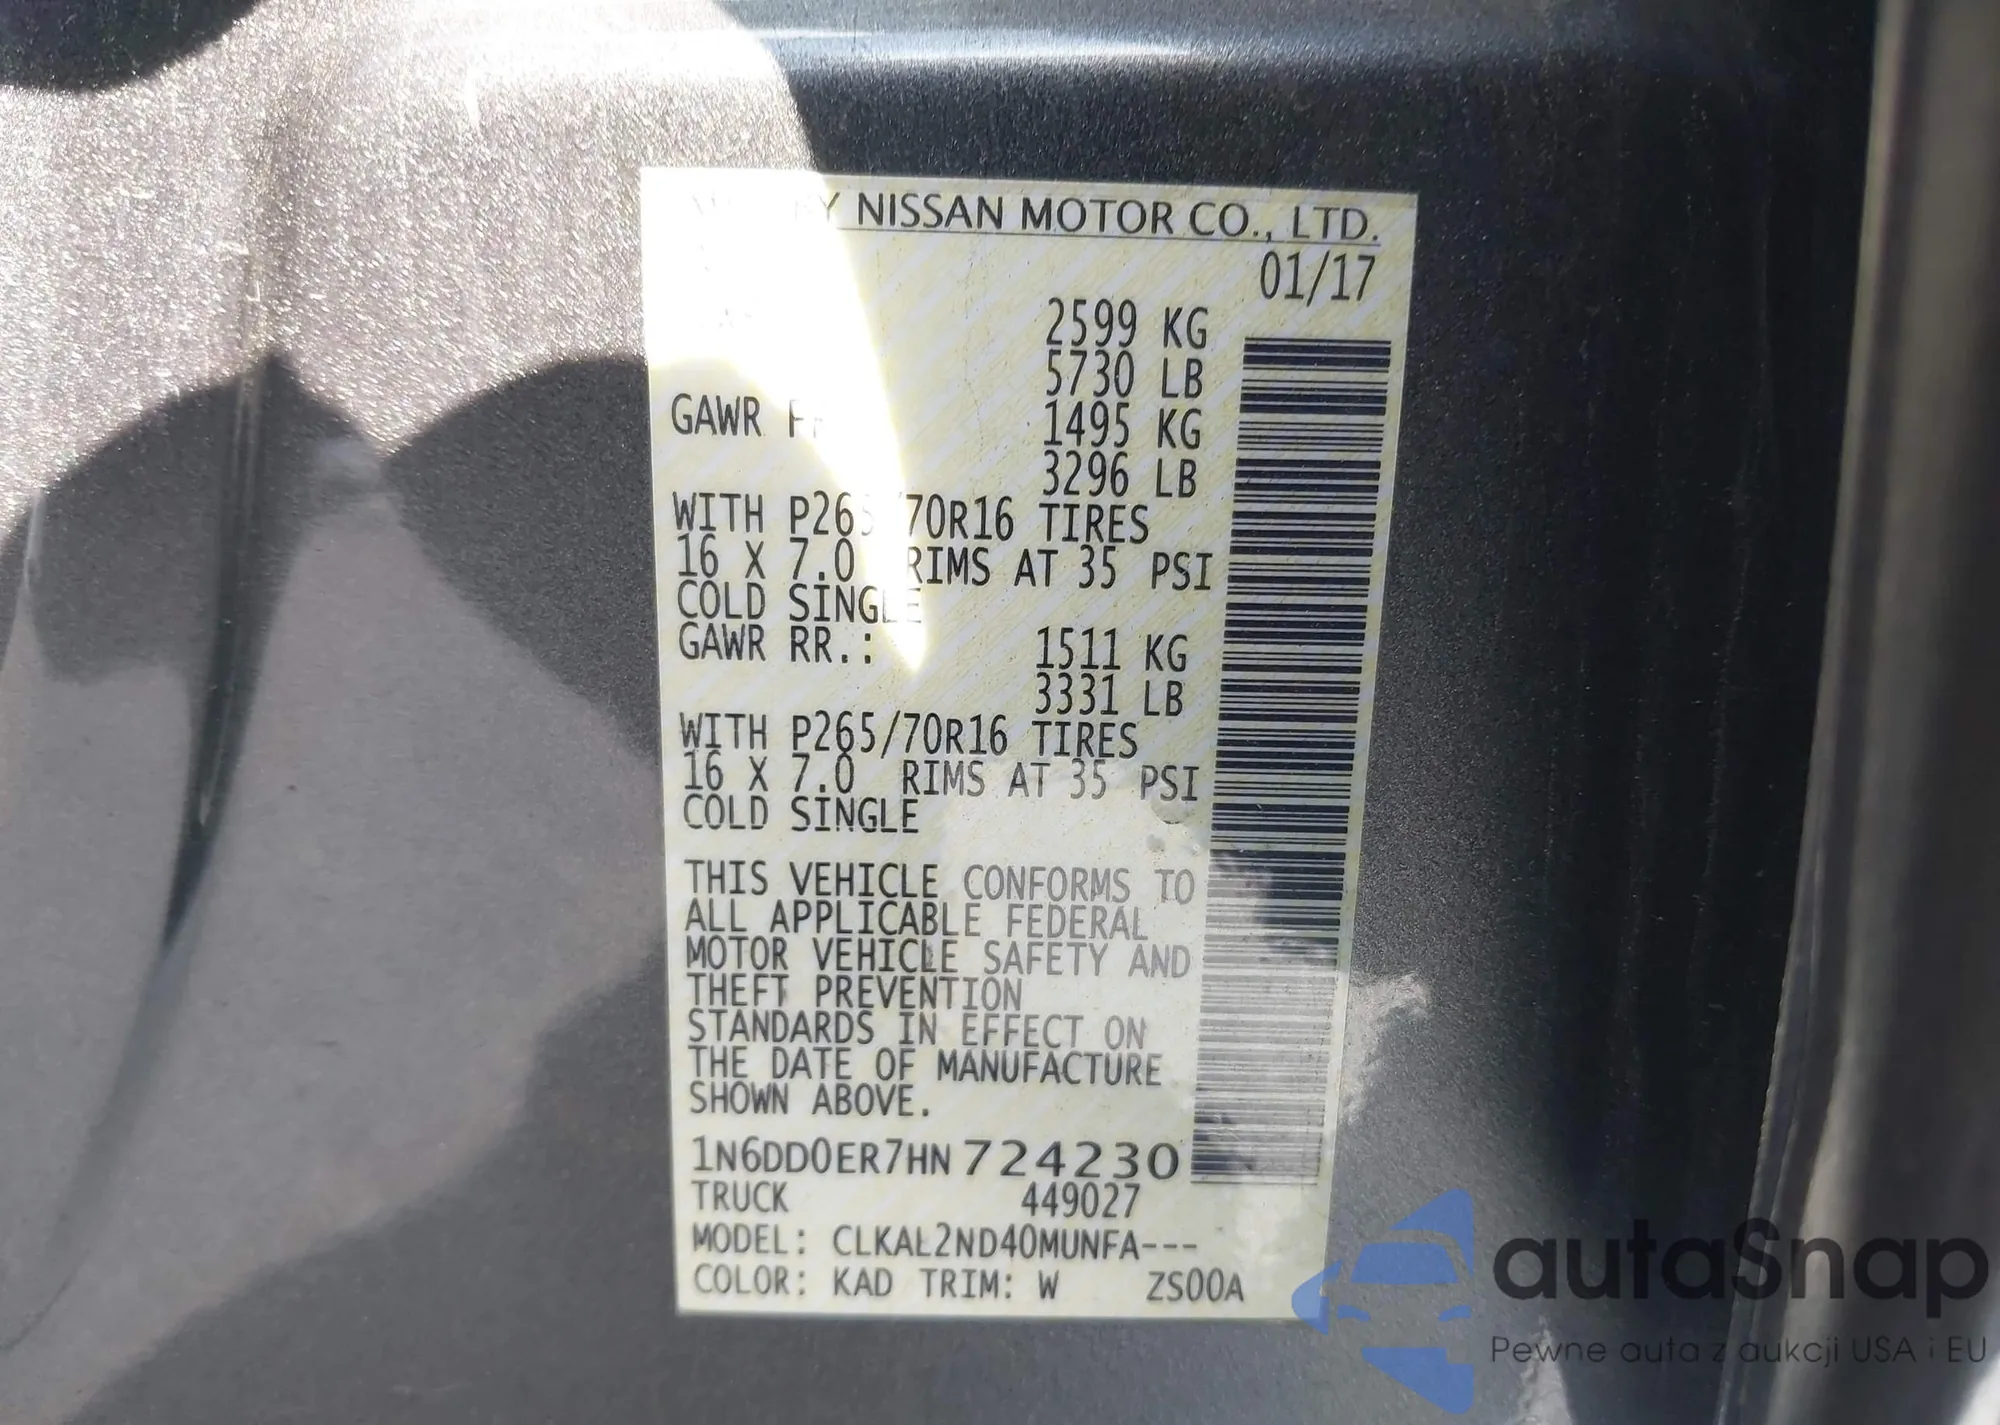 BY NISSAN MOTOR CO., LTD.
01/17
2599 KG
5730 LB
GAWR 1495 KG
3296 LB
WITH P265/70R16 TIRES
16 X 7.0 RIMS AT 35 PSI
COLD SINGLE
GAWR RR.: 1511 KG
3331 LB
WITH P265/70R16 TIRES
16 X 7.0 RIMS AT 35 PSI
COLD SINGLE
THIS VEHICLE CONFORMS TO
ALL APPLICABLE FEDERAL
MOTOR VEHICLE SAFETY AND
THEFT PREVENTION
STANDARDS IN EFFECT ON
THE DATE OF MANUFACTURE
SHOWN ABOVE.
1N6DD0ER7HN724230
TRUCK 449027
MODEL: CLKAL2ND40MUNFA---
COLOR: KAD TRIM: W ZS00A
autaSnap
Pewne auta z aukcji USA i EU